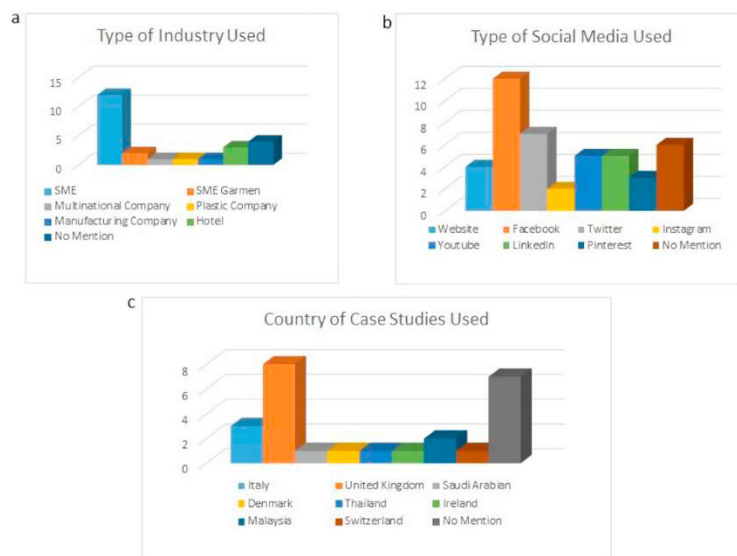 a
Type of Industry Used
15
10
5
0
SME
SME Garmen
Multinational Company
Plastic Company
Manufacturing Company
Hotel
No Mention
b
Type of Social Media Used
12
10
8
6
4
2
0
Website
Facebook
Twitter
Instagram
Youtube
LinkedIn
Pinterest
No Mention
c
Country of Case Studies Used
8
6
4
2
0
Italy
United Kingdom
Saudi Arabian
Denmark
Thailand
Ireland
Malaysia
Switzerland
No Mention